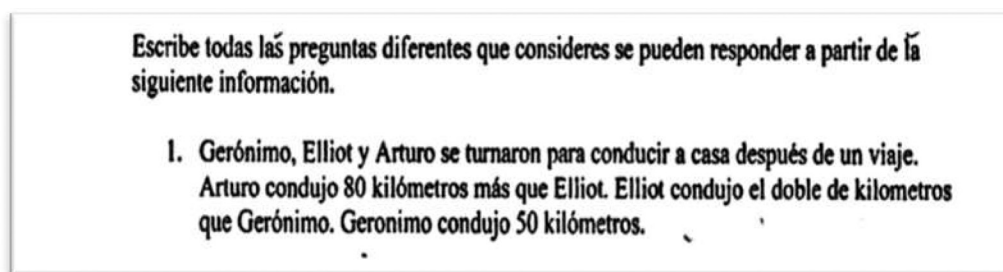 Escribe todas las preguntas diferentes que consideres se pueden responder a partir de la
siguiente información.
1. Gerónimo, Elliot y Arturo se turnaron para conducir a casa después de un viaje.
Arturo condujo 80 kilómetros más que Elliot. Elliot condujo el doble de kilometros
que Gerónimo. Geronimo condujo 50 kilómetros.